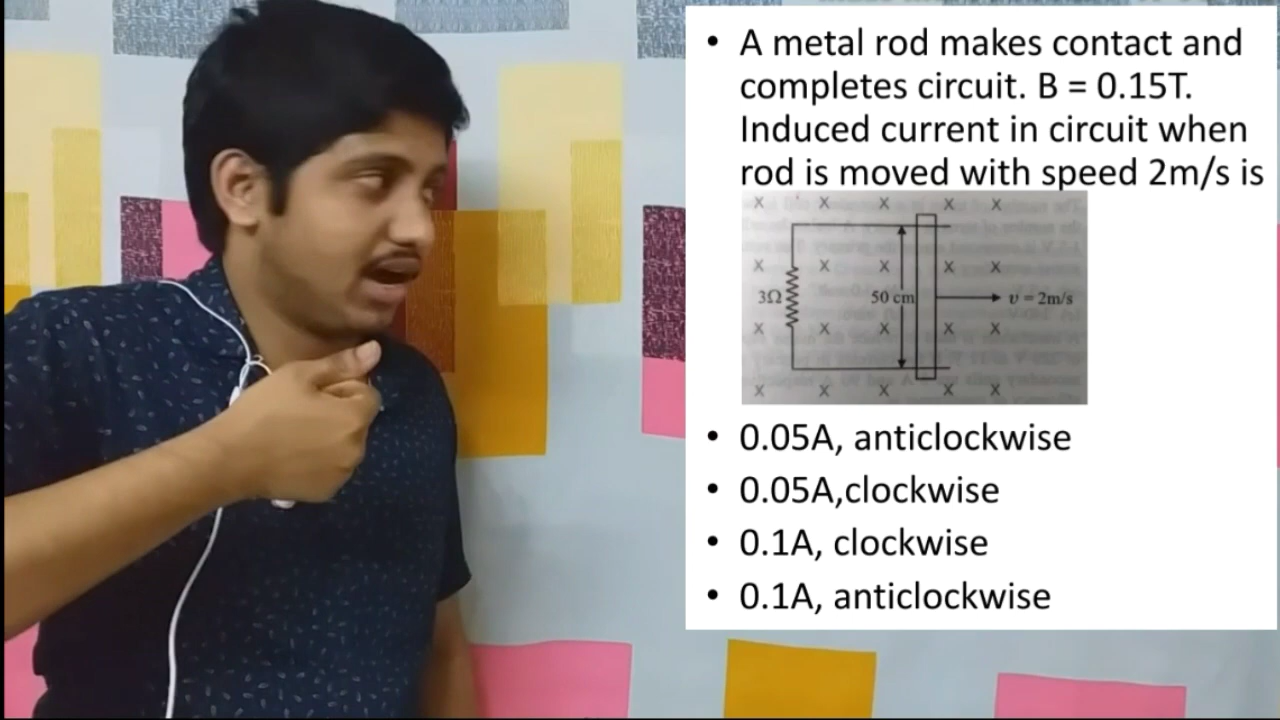 • A metal rod makes contact and
completes circuit. B = 0.15T.
Induced current in circuit when
rod is moved with speed 2m/s is
X X X X X
X X X X X
3Ω 50 cm υ = 2m/s
X X X X X
X X X X X
• 0.05A, anticlockwise
• 0.05A,clockwise
• 0.1A, clockwise
• 0.1A, anticlockwise